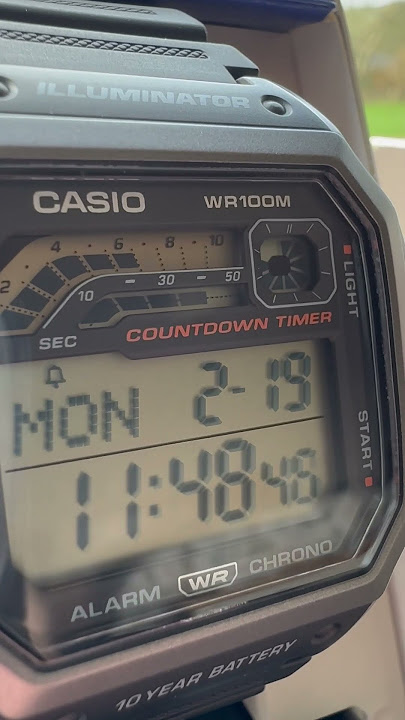 ILLUMINATOR
CASIO WR100M
2 4 6 8 10
10 - 30 - 50
SEC
COUNTDOWN TIMER
LIGHT
MON 2-19
11:48 46
START
ALARM WR CHRONO
10 YEAR BATTERY